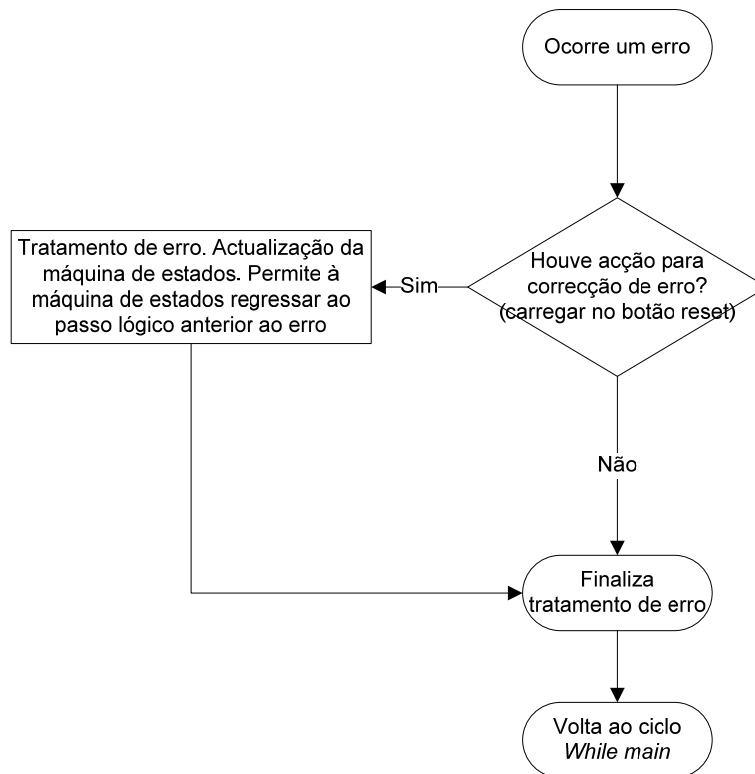 Ocorre um erro
Houve acção para
correcção de erro?
(carregar no botão reset)
Sim
Tratamento de erro. Actualização da
máquina de estados. Permite à
máquina de estados regressar ao
passo lógico anterior ao erro
Não
Finaliza
tratamento de erro
Volta ao ciclo
While main